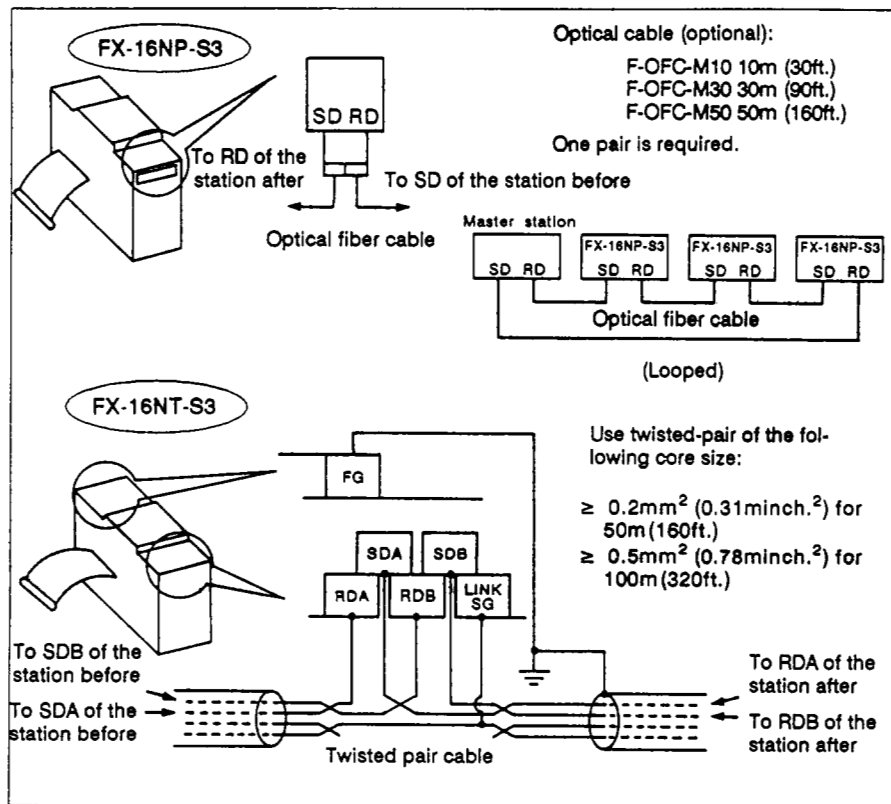 FX-16NP-S3
SD RD
To RD of the
station after
To SD of the station before
Optical fiber cable
Optical cable (optional):
F-OFC-M10 10m (30ft.)
F-OFC-M30 30m (90ft.)
F-OFC-M50 50m (160ft.)
One pair is required.
Master station
SD RD
FX-16NP-S3
SD RD
FX-16NP-S3
SD RD
FX-16NP-S3
SD RD
Optical fiber cable
(Looped)
FX-16NT-S3
FG
SDA
SDB
RDA
RDB
LINK
SG
Use twisted-pair of the fol-
lowing core size:
≥ 0.2mm² (0.31minch.²) for
50m(160ft.)
≥ 0.5mm² (0.78minch.²) for
100m(320ft.)
To SDB of the
station before
To SDA of the
station before
Twisted pair cable
To RDA of the
station after
To RDB of the
station after